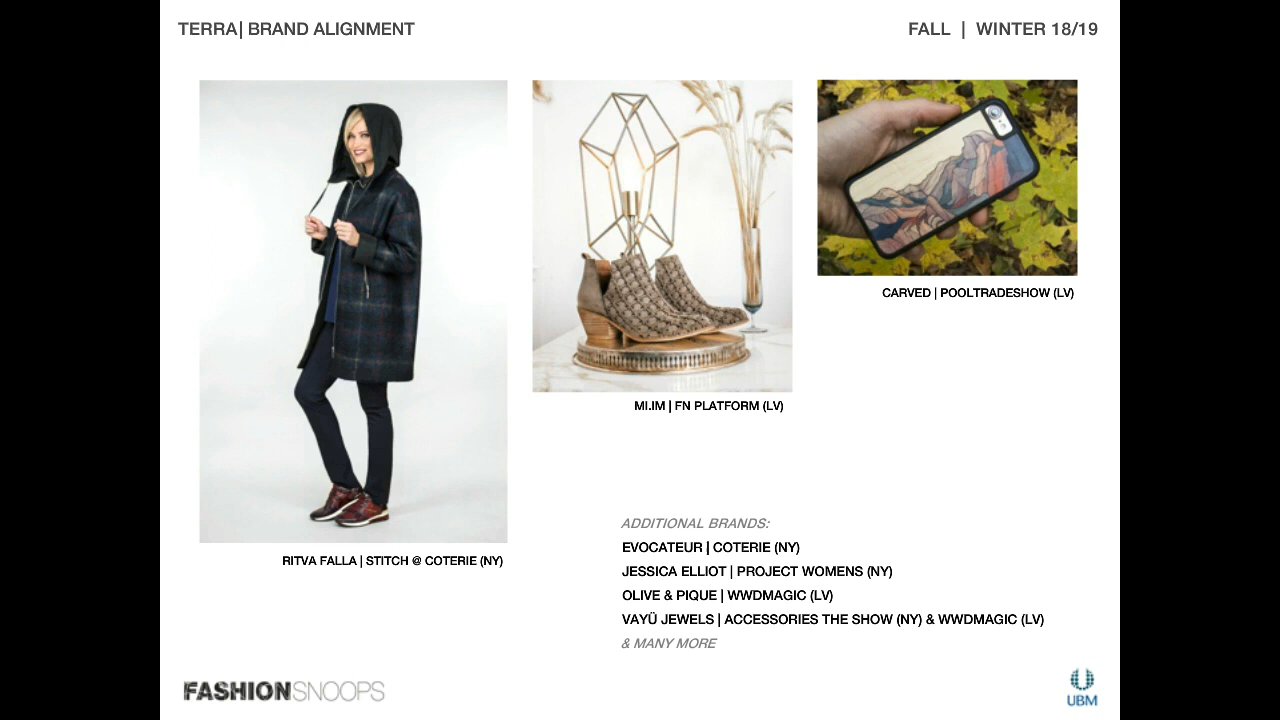 TERRA| BRAND ALIGNMENT
FALL | WINTER 18/19
CARVED | POOLTRADESHOW (LV)
MI.IM | FN PLATFORM (LV)
RITVA FALLA | STITCH @ COTERIE (NY)
ADDITIONAL BRANDS:
EVOCATEUR | COTERIE (NY)
JESSICA ELLIOT | PROJECT WOMENS (NY)
OLIVE & PIQUE | WWDMAGIC (LV)
VAYÜ JEWELS | ACCESSORIES THE SHOW (NY) & WWDMAGIC (LV)
& MANY MORE
FASHIONSNOOPS
UBM